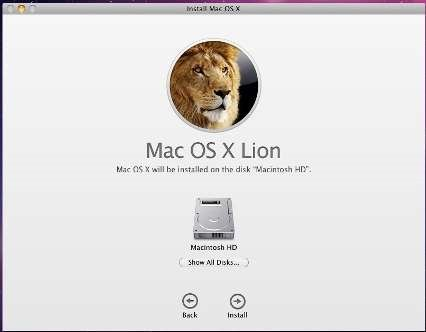 Install Mac OS X
Mac OS X Lion
Mac OS X will be installed on the disk "Macintosh HD".
Macintosh HD
Show All Disks...
Back Install